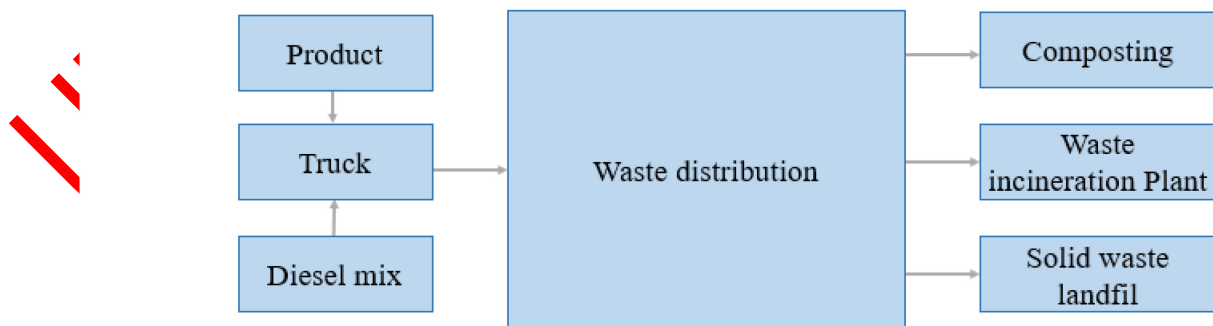 Product
Composting
Truck
Waste distribution
Waste
incineration Plant
Diesel mix
Solid waste
landfil